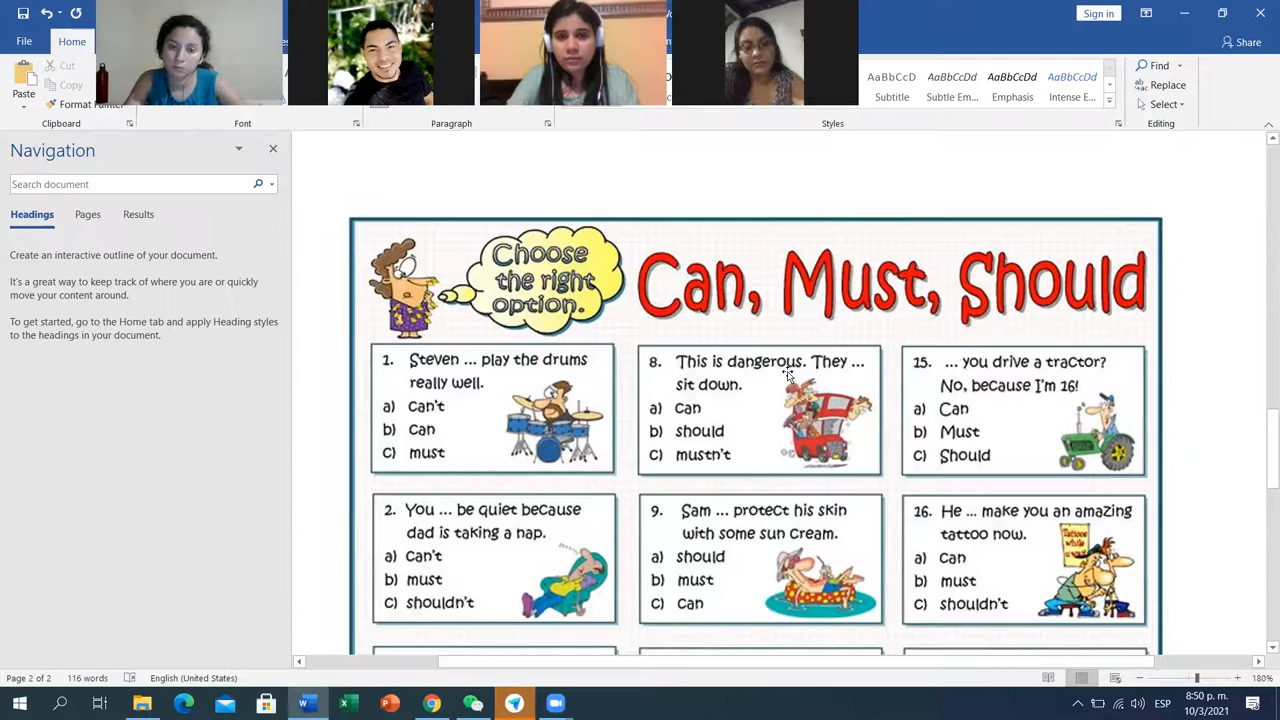 Sign in
File
Home
Share
Cut
Copy
Paste
Format Painter
Clipboard
Font
Paragraph
AaBbCcD
AaBbCcDd
AaBbCcDd
AaBbCcDd
Subtitle
Subtle Em...
Emphasis
Intense E...
Styles
Find
Replace
Select
Editing
Navigation
Search document
Headings
Pages
Results
Create an interactive outline of your document.
It's a great way to keep track of where you are or quickly
move your content around.
To get started, go to the Home tab and apply Heading styles
to the headings in your document.
Choose
the right
option.
Can, Must, Should
1. Steven ... play the drums
really well.
a) can't
b) can
c) must
8. This is dangerous. They ...
sit down.
a) can
b) should
c) mustn't
15. ... you drive a tractor?
No, because I'm 16!
a) Can
b) Must
c) Should
2. You ... be quiet because
dad is taking a nap.
a) can't
b) must
c) shouldn't
9. Sam ... protect his skin
with some sun cream.
a) should
b) must
c) can
16. He ... make you an amazing
tattoo now.
a) can
b) must
c) shouldn't
Page 2 of 2
116 words
English (United States)
180%
ESP
8:50 p. m.
10/3/2021